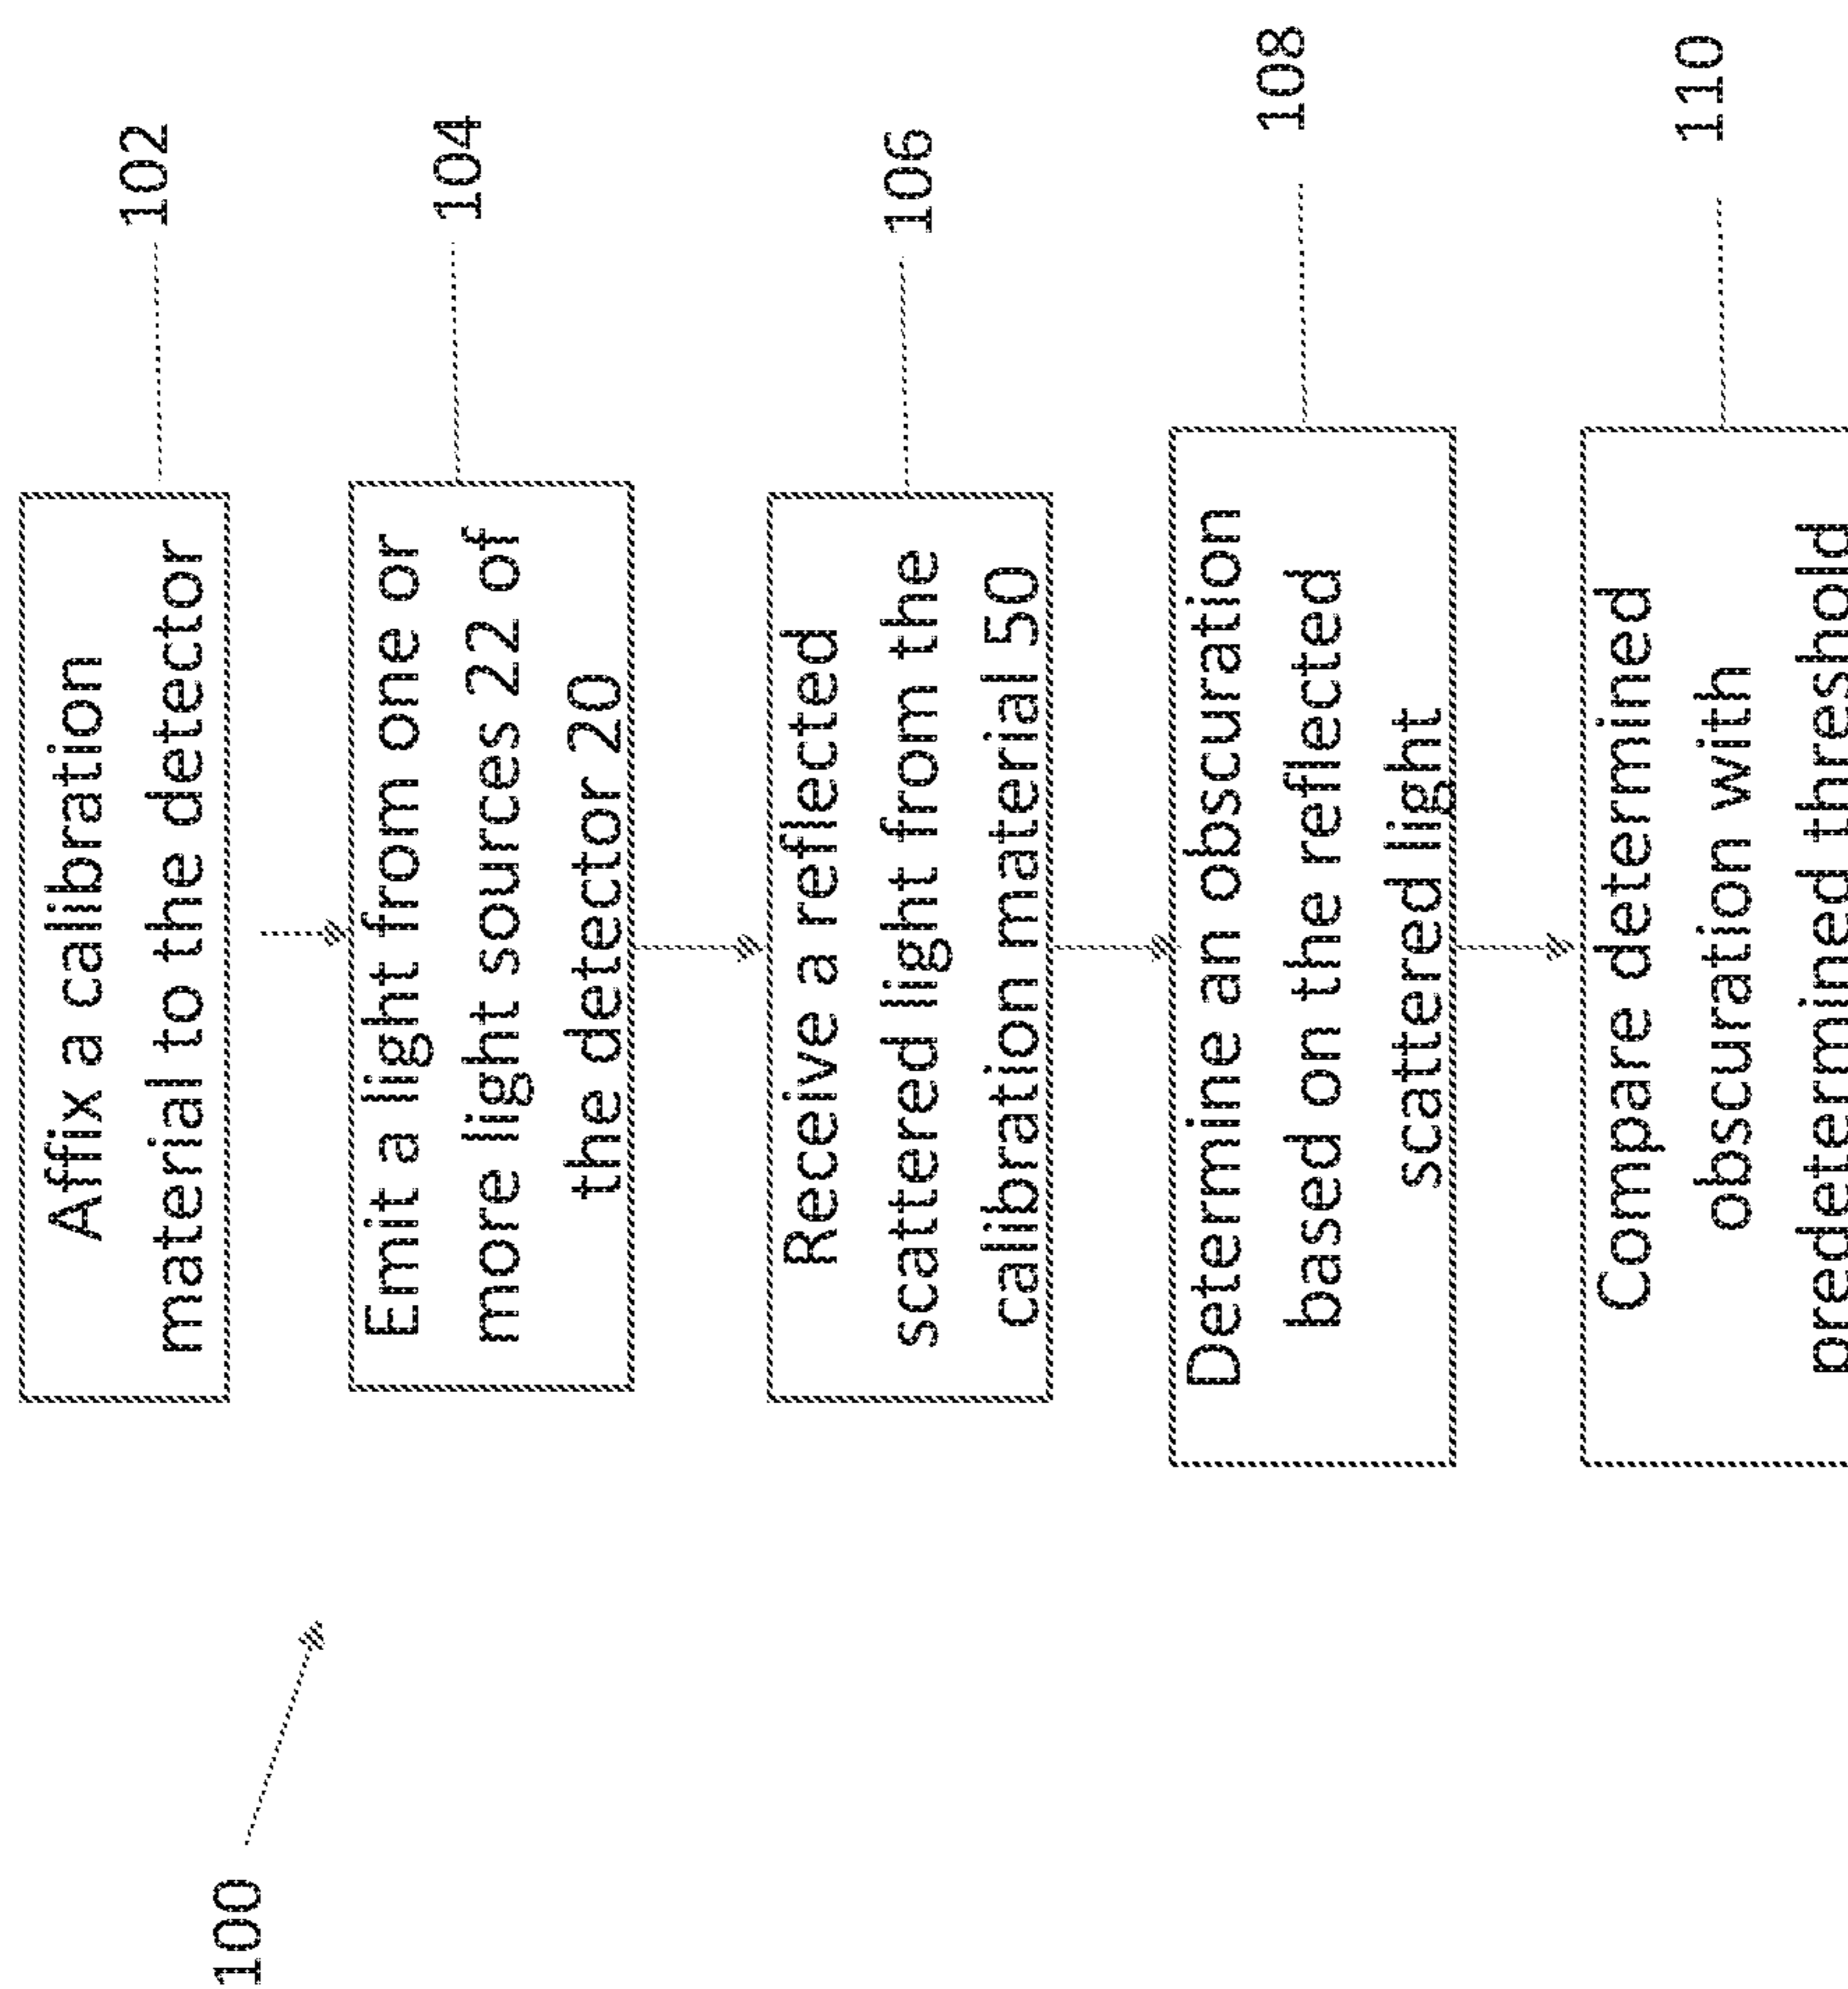 100
Affix a calibration
material to the detector
102
Emit a light from one or
more light sources 22 of
the detector 20
104
Receive a reflected
scattered light from the
calibration material 50
106
Determine an obscuration
based on the reflected
scattered light
108
Compare determined
obscuration with
predetermined threshold
110